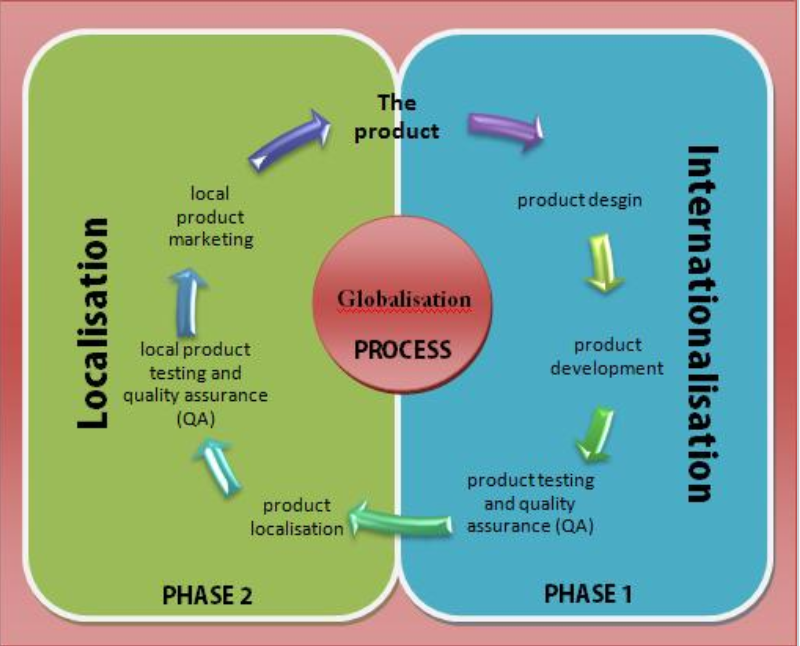 The
product
product desgin
product
development
product testing
and quality
assurance (QA)
Internationalisation
PHASE 1
product
localisation
local product
testing and
quality assurance
(QA)
local
product
marketing
Localisation
PHASE 2
Globalisation
PROCESS